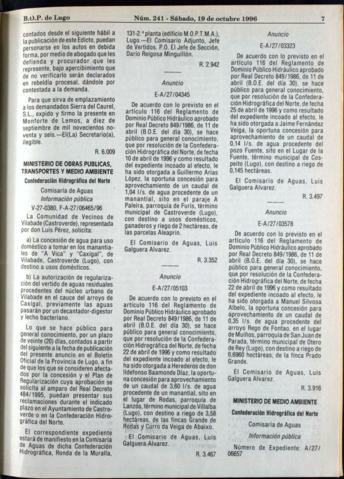 B.O.P. de Lugo
Núm. 241 - Sábado, 19 de octubre 1996
7
contados desde el siguiente hábil a
la publicación de este Edicto, puedan
personarse en los autos en debida
forma, por medio de abogado que les
defienda y procurador que les
represente, bajo apercibimiento que
de no verificarlo serán declarados
en rebeldía procesal, dándole por
contestada a la demanda.
Para que sirva de emplazamiento
a las demandadas Sierra del Caurel,
S.L., expido y firmo la presente en
Monforte de Lemos, a diez de
septiembre de mil novecientos no-
venta y seis.—El(La) Secretario(a)
ilegible.
R. 6.009
MINISTERIO DE OBRAS PUBLICAS,
TRANSPORTES Y MEDIO AMBIENTE
Confederación Hidrográfica del Norte
Comisaría de Aguas
Información pública
V-27-0380, F-A-27-06465/96
La Comunidad de Vecinos de
Vilabade (Castroverde), representada
por don Luis Pérez, solicita:
a) La concesión de agua para uso
doméstico a tomar en los manantia-
les de "A Vica" y "Caxigal", de
Vilabade, Castroverde (Lugo), con
destino a usos domésticos.
b) La autorización de regulariza-
ción del vertido de aguas residuales
procedentes del núcleo urbano de
Vilabade en el cauce del arroyo de
Caxigal, previamente las aguas
pasarán por un decantador-digestor
y lecho bacteriano.
Lo que se hace público para
general conocimiento, por un plazo
de veinte (20) días, contados a partir
del siguiente a la fecha de publicación
del presente anuncio en el Boletín
Oficial de la Provincia de Lugo, a fin
de que los que se consideren afecta-
dos por la concesión y el Plan de
Regularización cuya aprobación se
solicita al amparo del Real Decreto
484/1995, puedan presentar sus
reclamaciones durante el indicado
plazo en el Ayuntamiento de Castro-
verde o en la Confederación Hidro-
gráfica del Norte.
El correspondiente expediente
estará de manifiesto en la Comisaría
de Aguas de dicha Confederación
Hidrográfica, Ronda de la Muralla,
131-2.ª planta (edificio M.O.P.T.M.A.),
Lugo.—El Comisario Adjunto, Jefe
de Vertidos. P.O. El Jefe de Sección,
Darío Reigosa Minguillón.
R. 2.942
Anuncio
E-A/27/04345
De acuerdo con lo previsto en el
artículo 116 del Reglamento de
Dominio Público Hidráulico aprobado
por Real Decreto 849/1986, de 11 de
abril (B.O.E. del día 30), se hace
público para general conocimiento,
que por resolución de la Confedera-
ción Hidrográfica del Norte, de fecha
10 de abril de 1996 y como resultado
del expediente incoado al efecto, le
ha sido otorgada a Guillermo Arias
López, la oportuna concesión para
aprovechamiento de un caudal de
1,04 l/s. de agua procedente de un
manantial, sito en el paraje A
Paleira, parroquia de Furís, término
municipal de Castroverde (Lugo),
con destino a usos domésticos,
ganaderos y riego de 2 hectáreas, de
las parcelas Alaspris.
El Comisario de Aguas, Luis
Galguera Alvarez.
R. 3.352
Anuncio
E-A/27/05103
De acuerdo con lo previsto en el
artículo 116 del Reglamento de
Dominio Público Hidráulico aprobado
por Real Decreto 849/1986, de 11 de
abril (B.O.E. del día 30), se hace
público para general conocimiento,
que por resolución de la Confedera-
ción Hidrográfica del Norte, de fecha
22 de abril de 1996 y como resultado
del expediente incoado al efecto, le
ha sido otorgada a Herederos de don
Ildefonso Baamonde Díaz, la oportuna
concesión para aprovechamiento
de un caudal de 3,60 l/s. de agua
procedente de un manantial, sito en
el lugar de Rodas, parroquia de
Lanzós, término municipal de Vilalba
(Lugo), con destino a riego de 3,56
hectáreas, de las fincas Grande de
Rodas y Carro da Veiga de Abaixo.
El Comisario de Aguas, Luis
Galguera Alvarez.
R. 3.467
Anuncio
E-A/27/03323
De acuerdo con lo previsto en el
artículo 116 del Reglamento de
Dominio Público Hidráulico aprobado
por Real Decreto 849/1986, de 11 de
abril (B.O.E. del día 30), se hace
público para general conocimiento,
que por resolución de la Confedera-
ción Hidrográfica del Norte, de fecha
25 de abril de 1996 y como resultado
del expediente incoado al efecto, le
ha sido otorgada a Jaime Fernández
Veiga, la oportuna concesión para
aprovechamiento de un caudal de
0,14 l/s. de agua procedente del
pozo Fuente, sito en el Lugar de la
Fuente, término municipal de Cos-
peito (Lugo), con destino a riego de
0,145 hectáreas.
El Comisario de Aguas, Luis
Galguera Alvarez.
R. 3.497
Anuncio
E-A/27/03578
De acuerdo con lo previsto en el
artículo 116 del Reglamento de
Dominio Público Hidráulico aprobado
por Real Decreto 849/1986, de 11 de
abril (B.O.E. del día 30), se hace
público para general conocimiento,
que por resolución de la Confedera-
ción Hidrográfica del Norte, de fecha
22 de abril de 1996 y como resultado
del expediente incoado al efecto, le
ha sido otorgada a Manuel Silvosa
Albelo, la oportuna concesión para
aprovechamiento de un caudal de
0,35 l/s. de agua procedente del
arroyo Rego de Fontao, en el lugar
de Muiños, parroquia de San Juan de
Parada, término municipal de Otero
de Rey (Lugo), con destino a riego de
0,6960 hectáreas, de la finca Prado
Grande.
El Comisario de Aguas, Luis
Galguera Alvarez.
R. 3.916
MINISTERIO DE MEDIO AMBIENTE
Confederación Hidrográfica del Norte
Comisaría de Aguas
Información pública
Número de Expediente: A/27/
06657